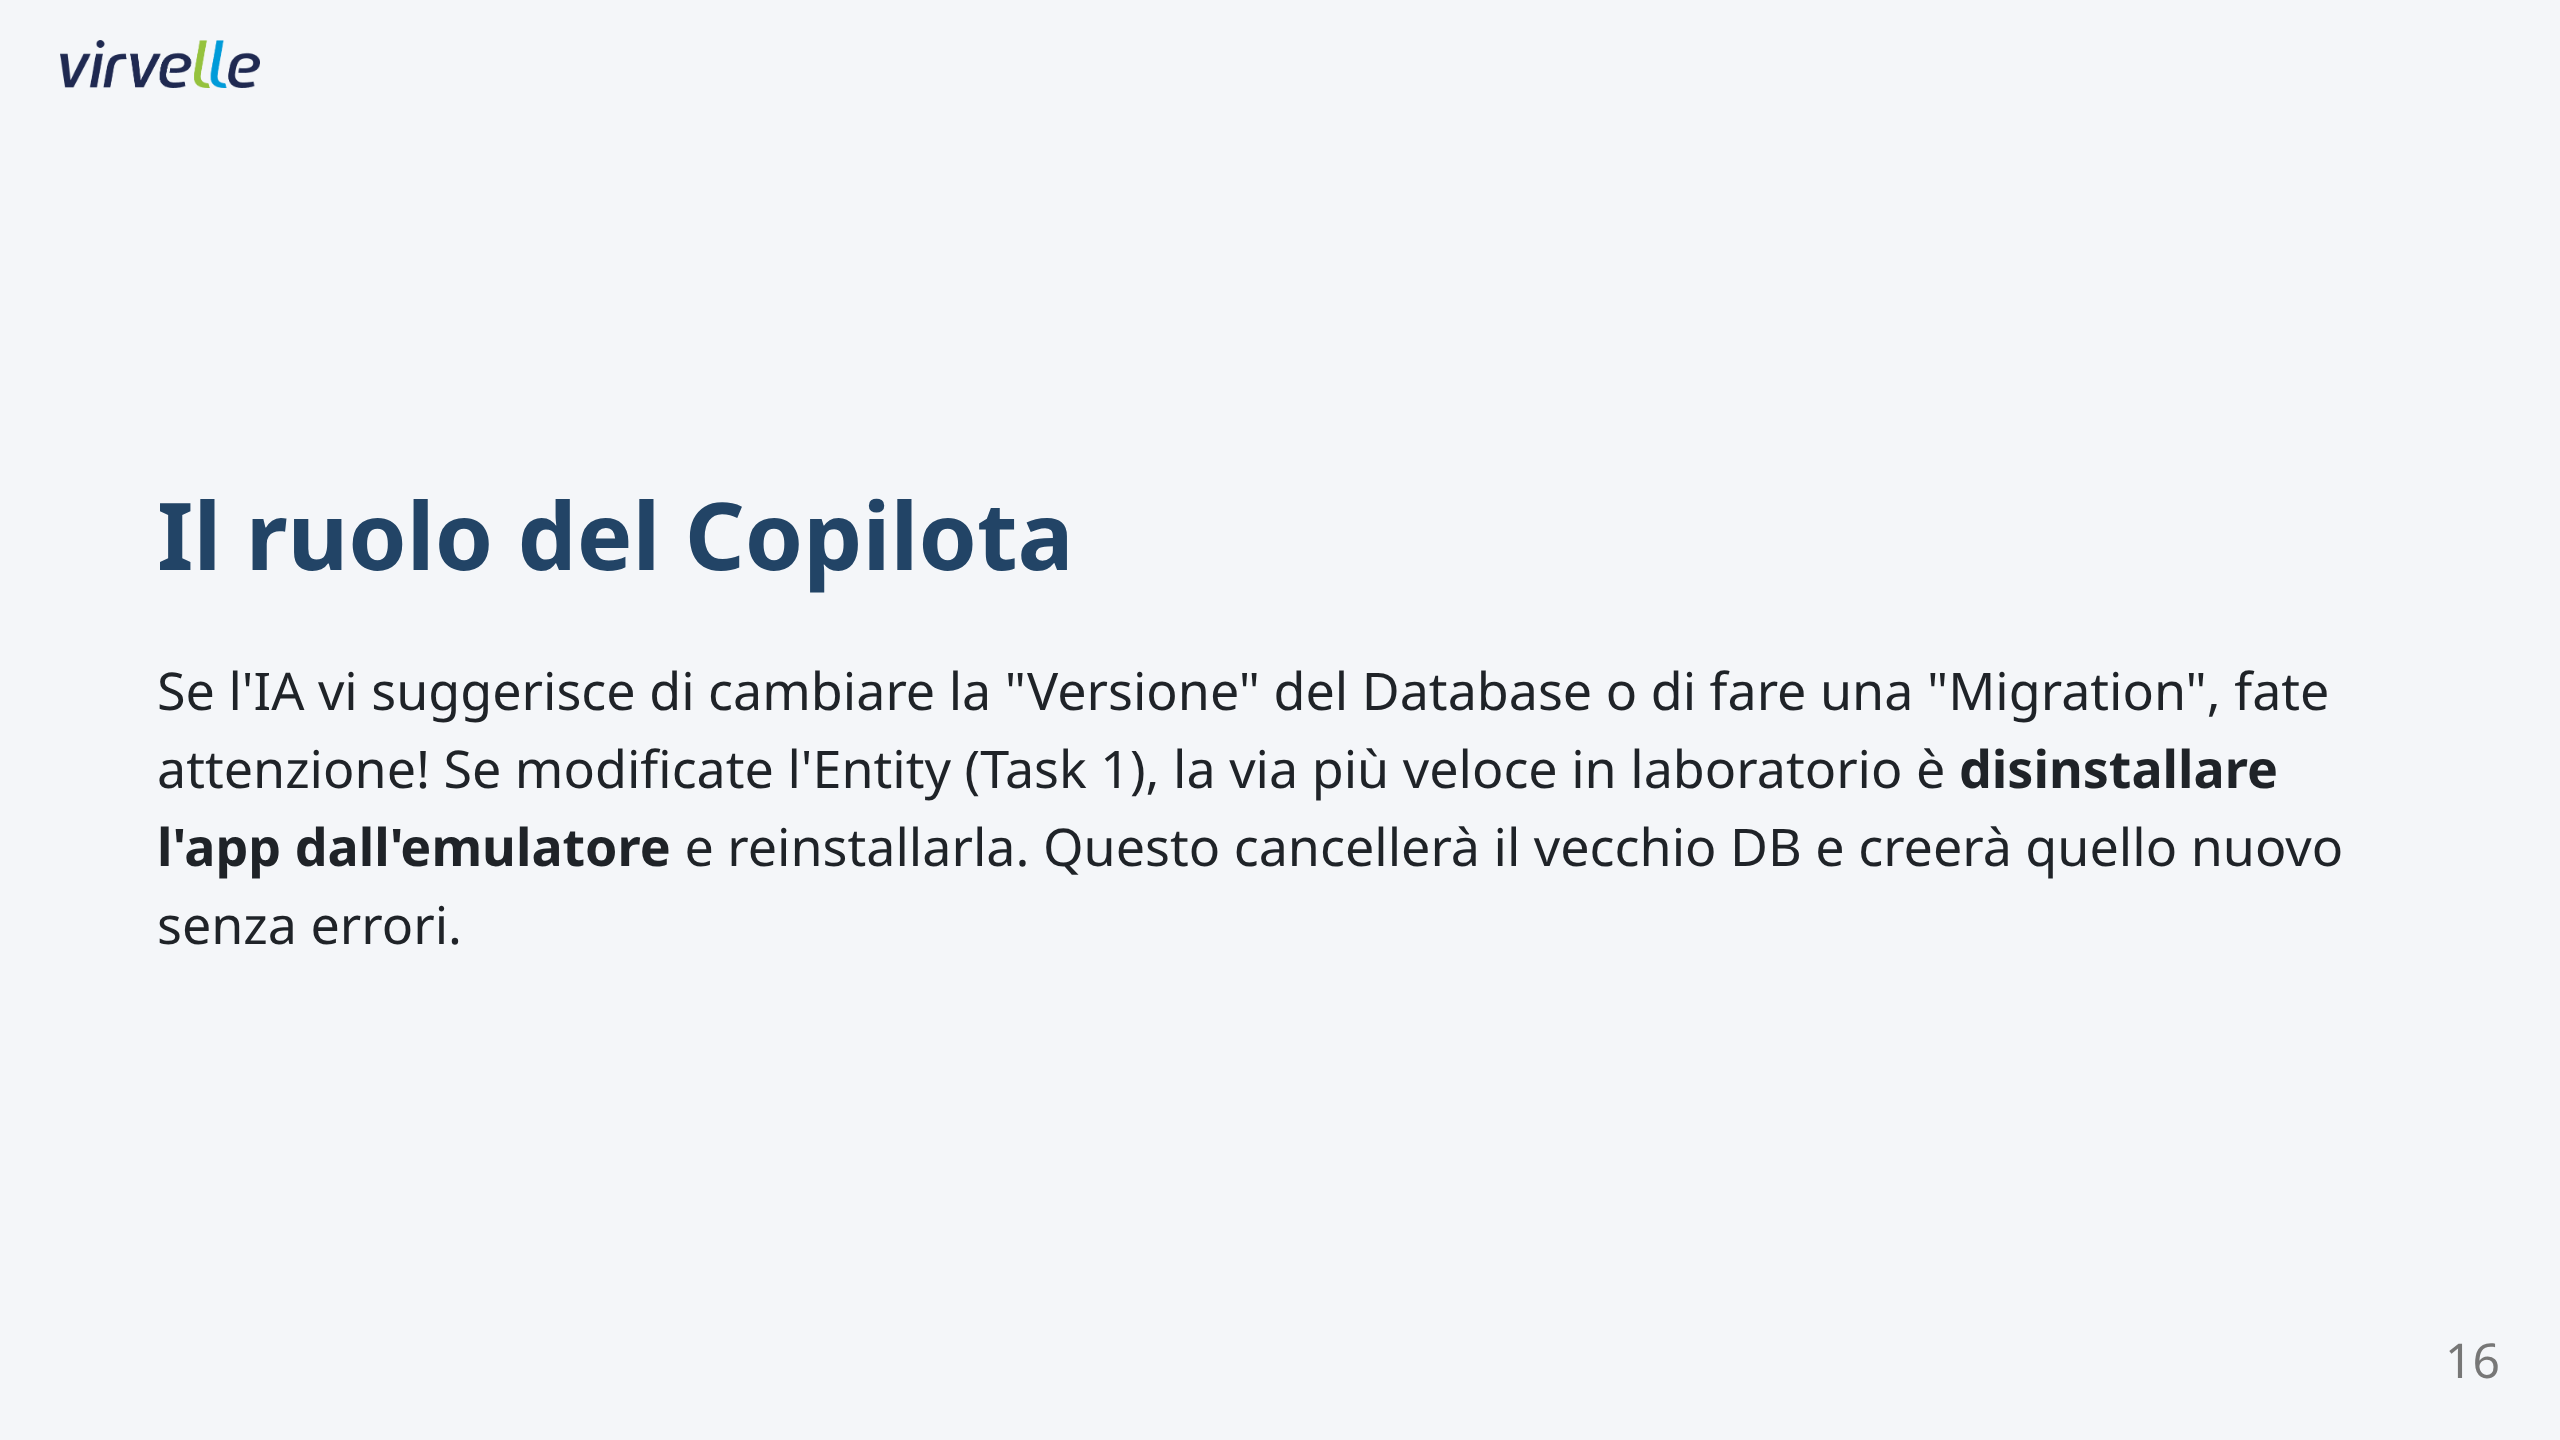 virvelle
Il ruolo del Copilota
Se l'IA vi suggerisce di cambiare la "Versione" del Database o di fare una "Migration", fate
attenzione! Se modificate l'Entity (Task 1), la via più veloce in laboratorio è disinstallare
l'app dall'emulatore e reinstallarla. Questo cancellerà il vecchio DB e creerà quello nuovo
senza errori.
16